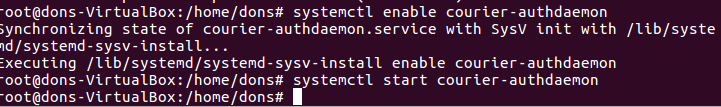 root@dons-VirtualBox:/home/dons# systemctl enable courier-authdaemon
Synchronizing state of courier-authdaemon.service with SysV init with /lib/syste
md/systemd-sysv-install...
Executing /lib/systemd/systemd-sysv-install enable courier-authdaemon
root@dons-VirtualBox:/home/dons# systemctl start courier-authdaemon
root@dons-VirtualBox:/home/dons#